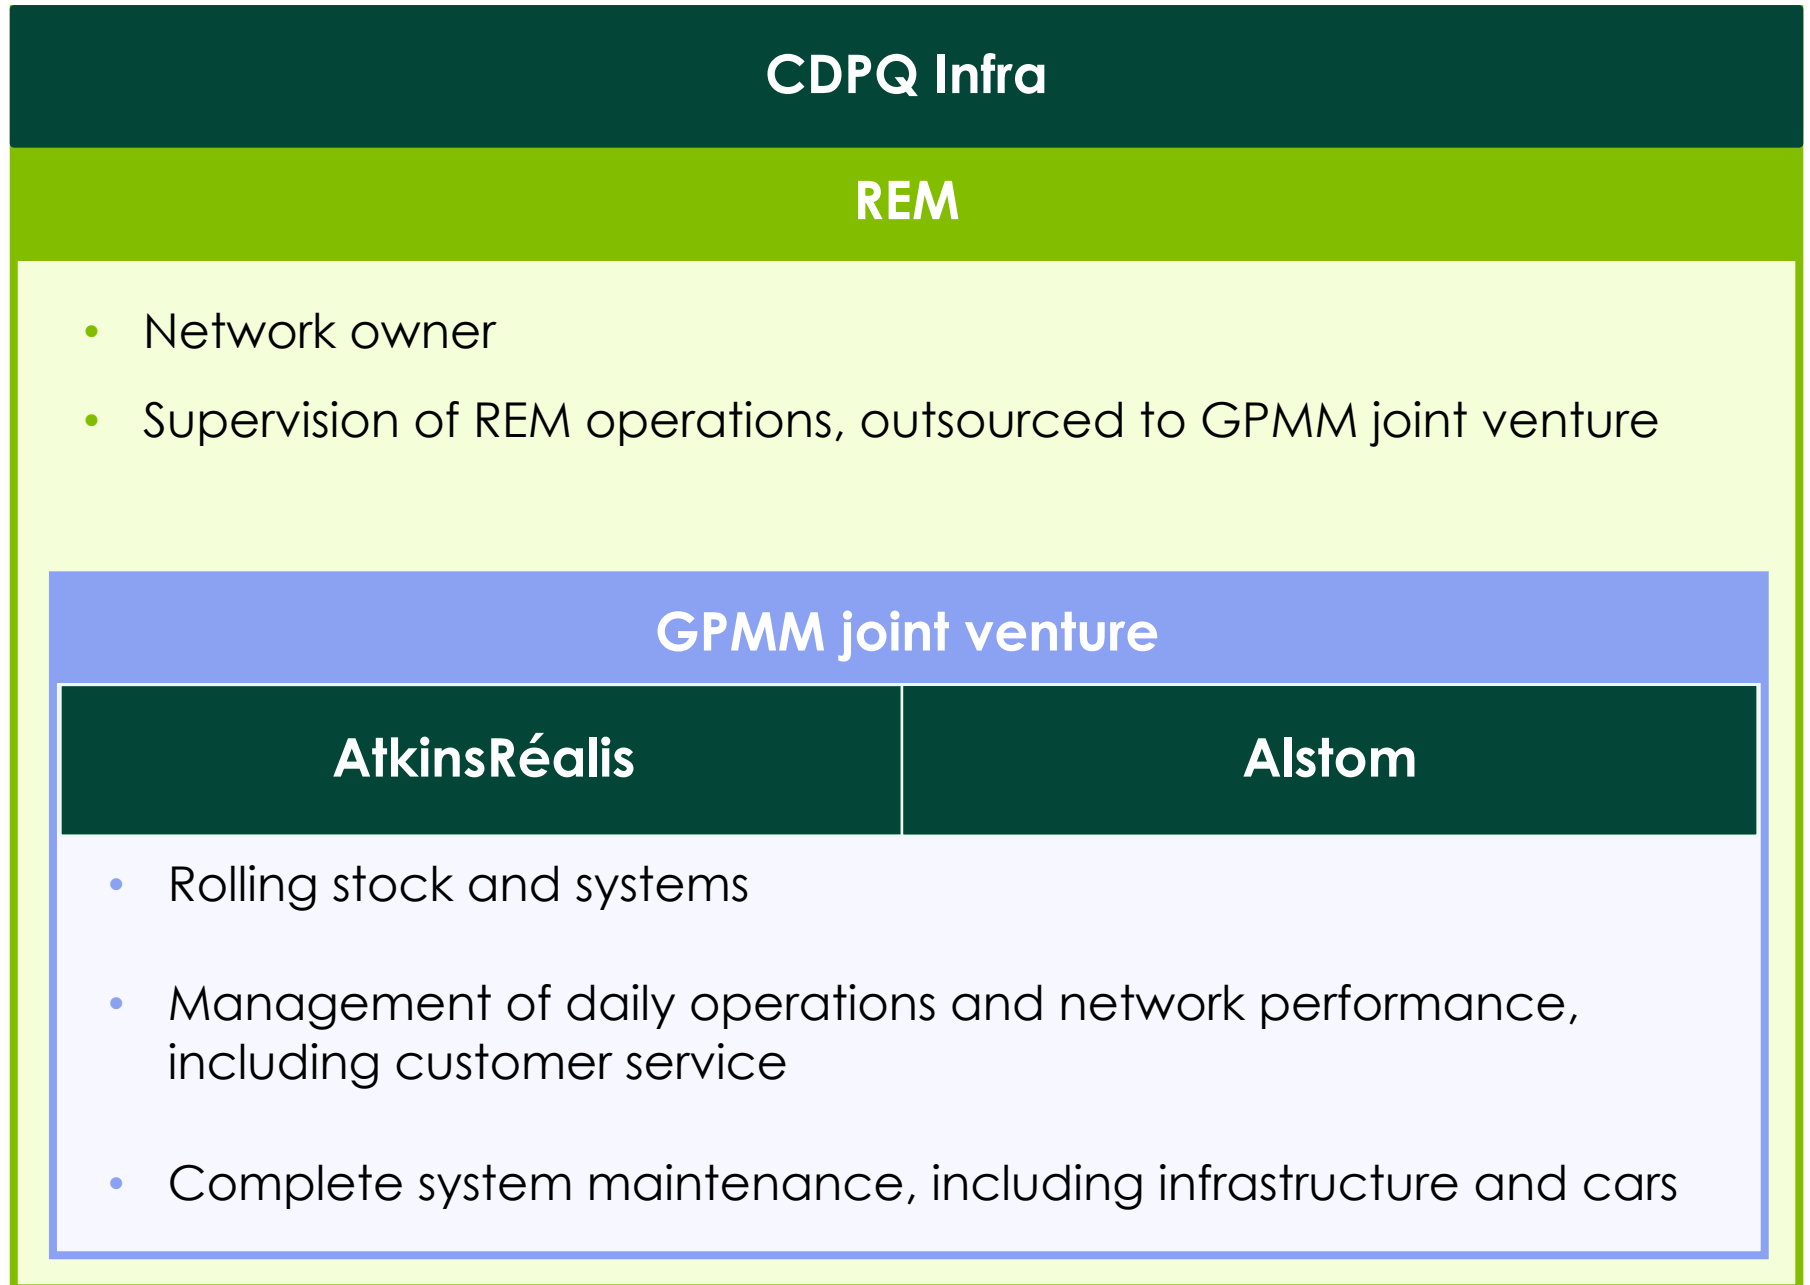 CDPQ Infra
REM
• Network owner
• Supervision of REM operations, outsourced to GPMM joint venture
GPMM joint venture
AtkinsRéalis
Alstom
• Rolling stock and systems
• Management of daily operations and network performance,
including customer service
• Complete system maintenance, including infrastructure and cars